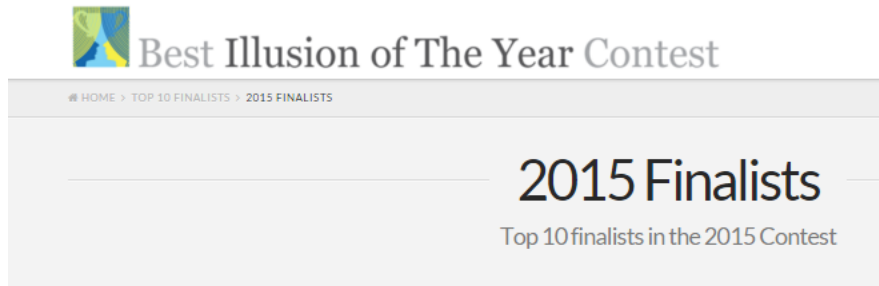 Best Illusion of The Year Contest
HOME > TOP 10 FINALISTS > 2015 FINALISTS
2015 Finalists
Top 10 finalists in the 2015 Contest